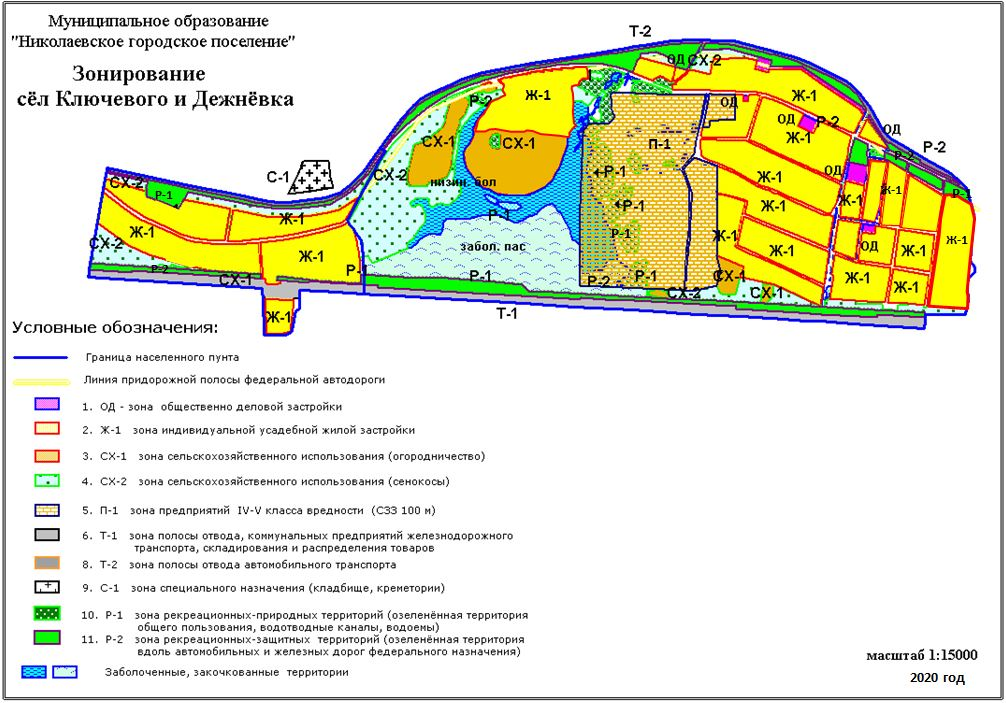 Муниципальное образование
"Николаевское городское поселение"
Зонирование
сёл Ключевого и Дежнёвка
Т-2
ОД
СХ-2
Ж-1
Ж-1
Р-2
ОД
ОД
Р-2
ОД
Р-2
Р-2
СХ-1
СХ-1
П-1
Ж-1
С-1
СХ-2
СХ-2
низин. бол
Р-1
Ж-1
ОД
Р-1
Р-1
Р-1
Ж-1
Ж-1
Ж-1
Р-1
Ж-1
Ж-1
Р-1
Ж-1
Ж-1
ОД
Ж-1
СХ-2
забол. пас
Ж-1
Ж-1
Ж-1
Р-2
Р-
Р-1
Р-1
СХ-1
Ж-1
Ж-1
СХ-1
Р-2
СХ-2
СХ-1
Т-1
Ж-1
Условные обозначения:
Граница населенного пунта
Линия придорожной полосы федеральной автодороги
1. ОД - зона общественно деловой застройки
2. Ж-1 зона индивидуальной усадебной жилой застройки
3. СХ-1 зона сельскохозяйственного использования (огородничество)
4. СХ-2 зона сельскохозяйственного использования (сенокосы)
5. П-1 зона предприятий IV-V класса вредности (СЗЗ 100 м)
6. Т-1 зона полосы отвода, коммунальных предприятий железнодорожного
транспорта, складирования и распределения товаров
8. Т-2 зона полосы отвода автомобильного транспорта
9. С-1 зона специального назначения (кладбище, креметории)
10. Р-1 зона рекреационных-природных территорий (озеленённая территория
общего пользования, водотводные каналы, водоемы)
11. Р-2 зона рекреационных-защитных территорий (озеленённая территория
вдоль автомобильных и железных дорог федерального назначения)
Заболоченные, закочкованные территории
масштаб 1:15000
2020 год